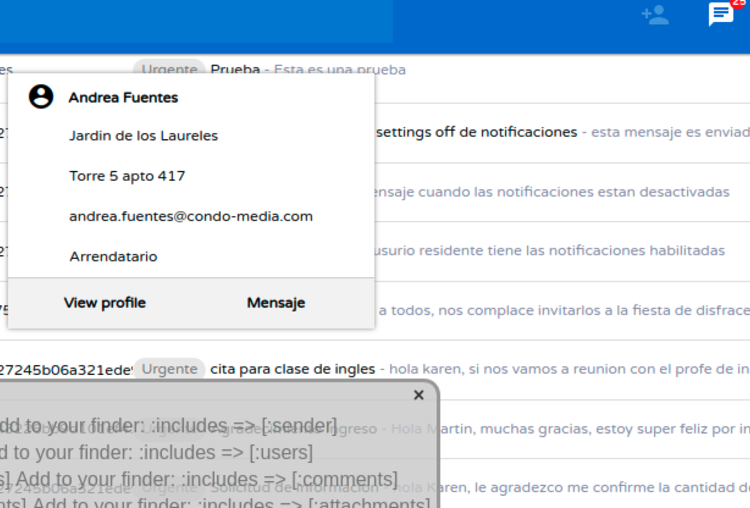 25
es Urgente Prueba - Esta es una prueba
Andrea Fuentes
Jardin de los Laureles
settings off de notificaciones - esta mensaje es enviad
Torre 5 apto 417
ensaje cuando las notificaciones estan desactivadas
andrea.fuentes@condo-media.com
Arrendatario
usurio residente tiene las notificaciones habilitadas
View profile Mensaje
a todos, nos complace invitarlos a la fiesta de disfrace
27245b06a321ede Urgente cita para clase de ingles - hola karen, si nos vamos a reunion con el profe de in
×
dd to your finder: :includes => [:sender]
ngreso - Hola Martin, muchas gracias, estoy super feliz por in
d to your finder: :includes => [:users]
s] Add to your finder: :includes => [:comments]
27245b06a321ede Urgente Solicitud de información - hola Karen, le agradezco me confirme la cantidad d
nts] Add to your finder: :includes => [:attachments]